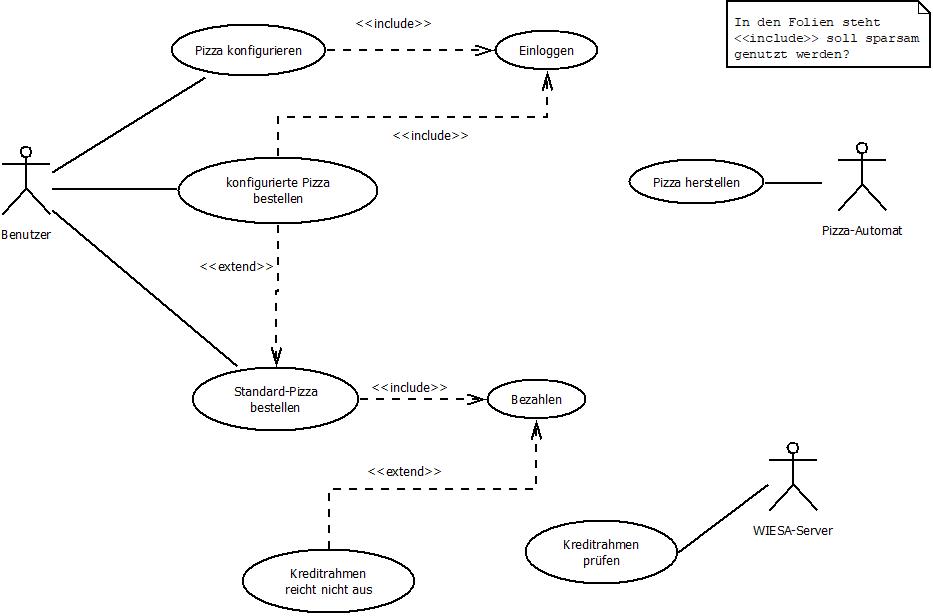 <<include>>
In den Folien steht
<<include>> soll sparsam
genutzt werden?
Pizza konfigurieren
Einloggen
<<include>>
konfigurierte Pizza
bestellen
Pizza herstellen
Benutzer
Pizza-Automat
<<extend>>
Standard-Pizza
bestellen
<<include>>
Bezahlen
<<extend>>
WIESA-Server
Kreditrahmen
prüfen
Kreditrahmen
reicht nicht aus